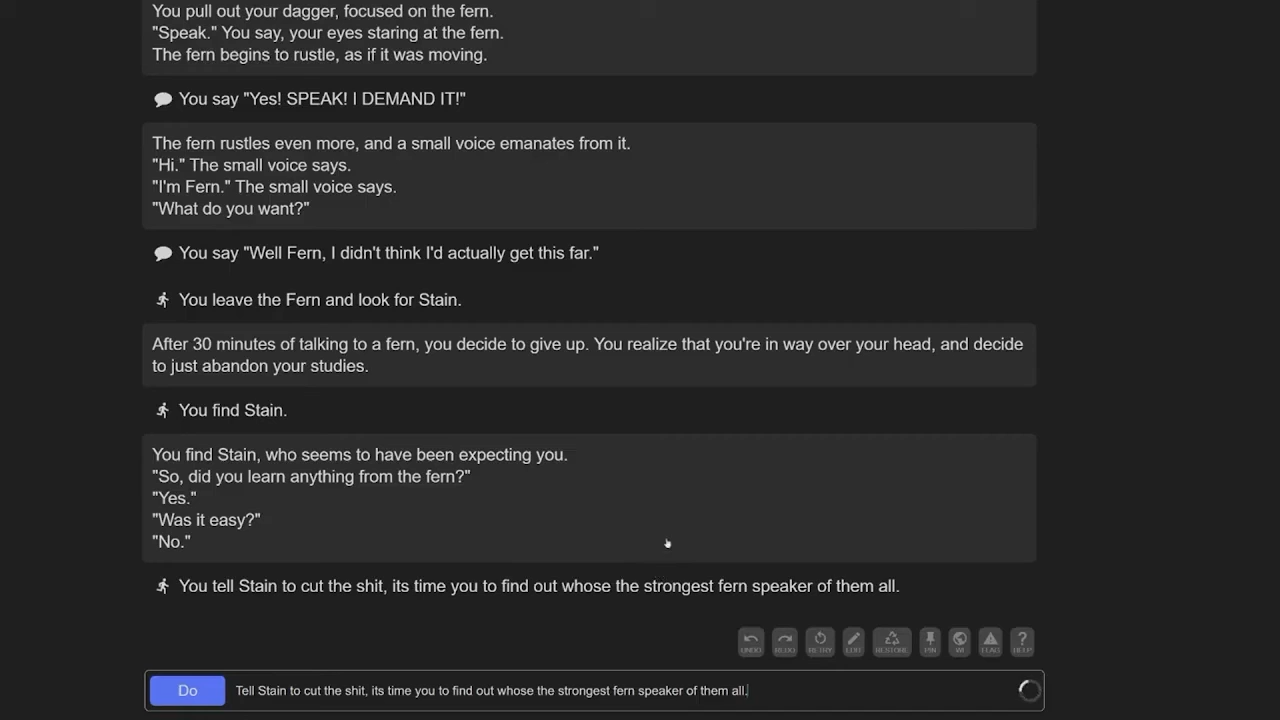 You pull out your dagger, focused on the fern.
"Speak." You say, your eyes staring at the fern.
The fern begins to rustle, as if it was moving.
You say "Yes! SPEAK! I DEMAND IT!"
The fern rustles even more, and a small voice emanates from it.
"Hi." The small voice says.
"I'm Fern." The small voice says.
"What do you want?"
You say "Well Fern, I didn't think I'd actually get this far."
You leave the Fern and look for Stain.
After 30 minutes of talking to a fern, you decide to give up. You realize that you're in way over your head, and decide
to just abandon your studies.
You find Stain.
You find Stain, who seems to have been expecting you.
"So, did you learn anything from the fern?"
"Yes."
"Was it easy?"
"No."
You tell Stain to cut the shit, its time you to find out whose the strongest fern speaker of them all.
UNDO REDO RETRY EDIT RESTORE PIN WI FLAG HELP
Do Tell Stain to cut the shit, its time you to find out whose the strongest fern speaker of them all.